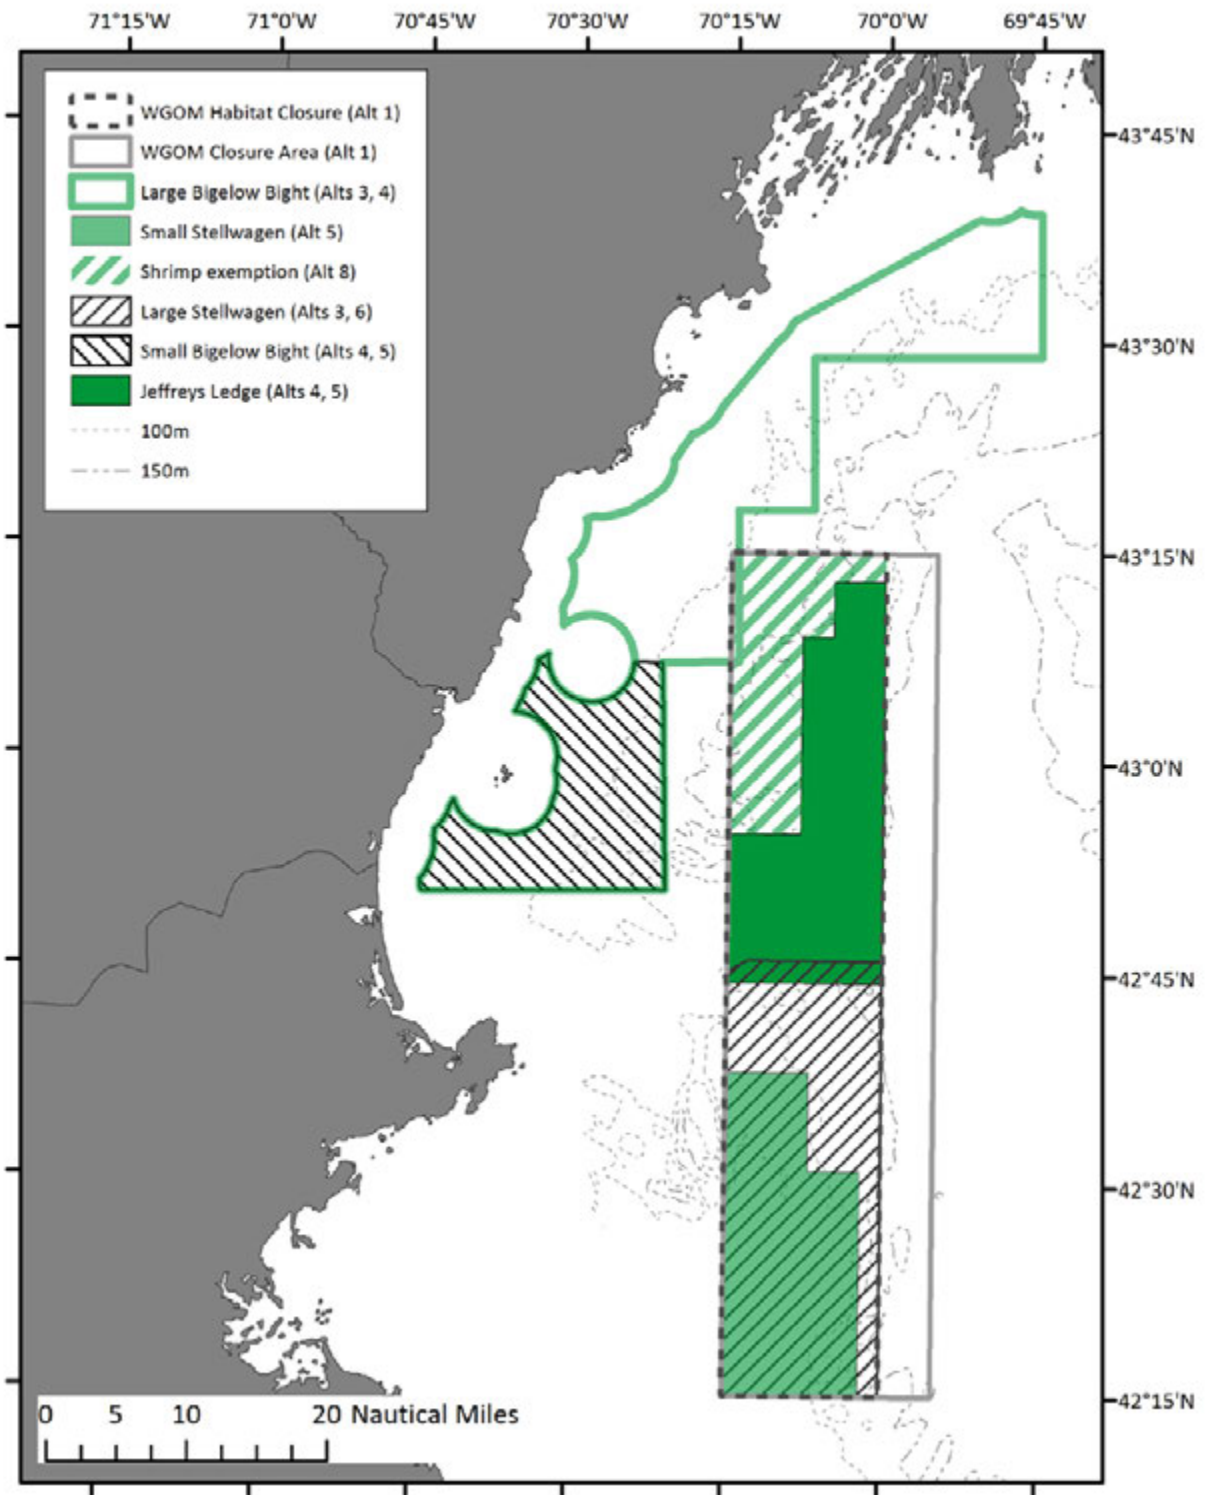 71°15'W 71°0'W 70°45'W 70°30'W 70°15'W 70°0'W 69°45'W
WGOM Habitat Closure (Alt 1)
WGOM Closure Area (Alt 1)
Large Bigelow Bight (Alts 3, 4)
Small Stellwagen (Alt 5)
Shrimp exemption (Alt 8)
Large Stellwagen (Alts 3, 6)
Small Bigelow Bight (Alts 4, 5)
Jeffreys Ledge (Alts 4, 5)
100m
150m
43°45'N
43°30'N
43°15'N
43°0'N
42°45'N
42°30'N
42°15'N
0 5 10 20 Nautical Miles